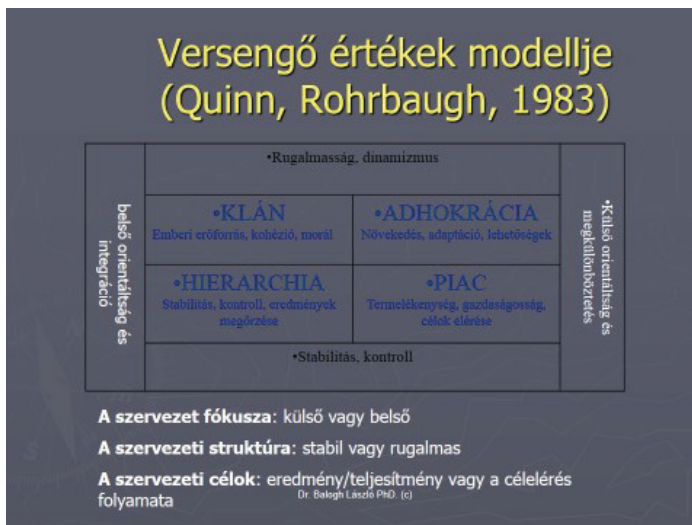 Versengő értékek modellje
(Quinn, Rohrbaugh, 1983)
•Rugalmasság, dinamizmus
belső orientáltság és
integráció
•KLÁN
Emberi erőforrás, kohézió, morál
•ADHOKRÁCIA
Növekedés, adaptáció, lehetőségek
•HIERARCHIA
Stabilitás, kontroll, eredmények
megőrzése
•PIAC
Termelékenység, gazdaságosság,
célok elérése
•Külső orientáltság és
megkülönböztetés
•Stabilitás, kontroll
A szervezet fókusza: külső vagy belső
A szervezeti struktúra: stabil vagy rugalmas
A szervezeti célok: eredmény/teljesítmény vagy a célelérés
folyamata
Dr. Balogh László PhD. (c)